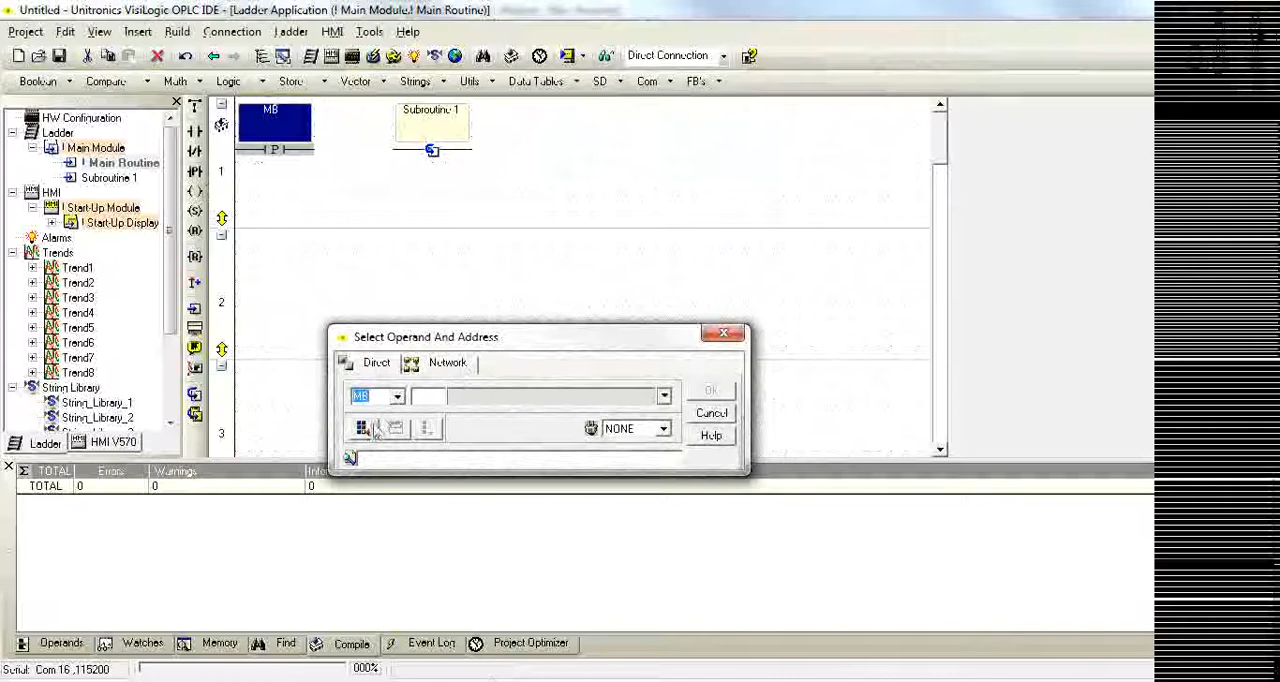 Untitled - Unitronics VisiLogic OPLC IDE - [Ladder Application (! Main Module.! Main Routine)]
Project Edit View Insert Build Connection Ladder HMI Tools Help
Direct Connection
Boolean Compare Math Logic Store Vector Strings Utils Data Tables SD Com FB's
HW Configuration
Ladder
! Main Module
! Main Routine
Subroutine 1
HMI
! Start-Up Module
! Start-Up Display
Alarms
Trends
Trend1
Trend2
Trend3
Trend4
Trend5
Trend6
Trend7
Trend8
String Library
String_Library_1
String_Library_2
Ladder HMI V570
MB
P
Subroutine 1
1
2
3
Select Operand And Address
Direct Network
MB
Ok
Cancel
NONE
Help
TOTAL Errors Warnings
TOTAL 0 0 0
Operands Watches Memory Find Compile Event Log Project Optimizer
Serial: Com 16 ,115200 000%